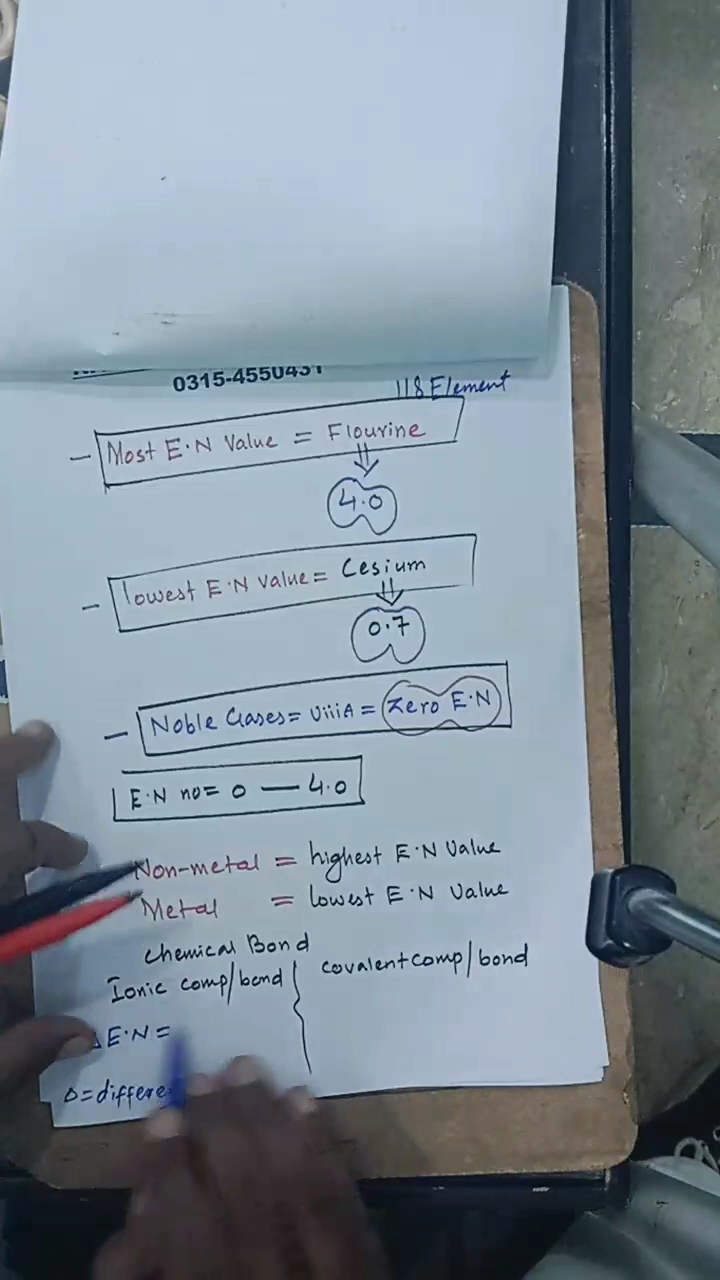 0315-4550431
118 Element
— Most E.N Value = Flourine
4.0
— lowest E.N value = Cesium
0.7
— Noble Gases = viiiA = Zero E.N
E.N no = 0 — 4.0
Non-metal = highest E.N Value
Metal = lowest E.N Value
Chemical Bond
Ionic comp/bond
covalent comp/bond
Δ E.N =
Δ = differe